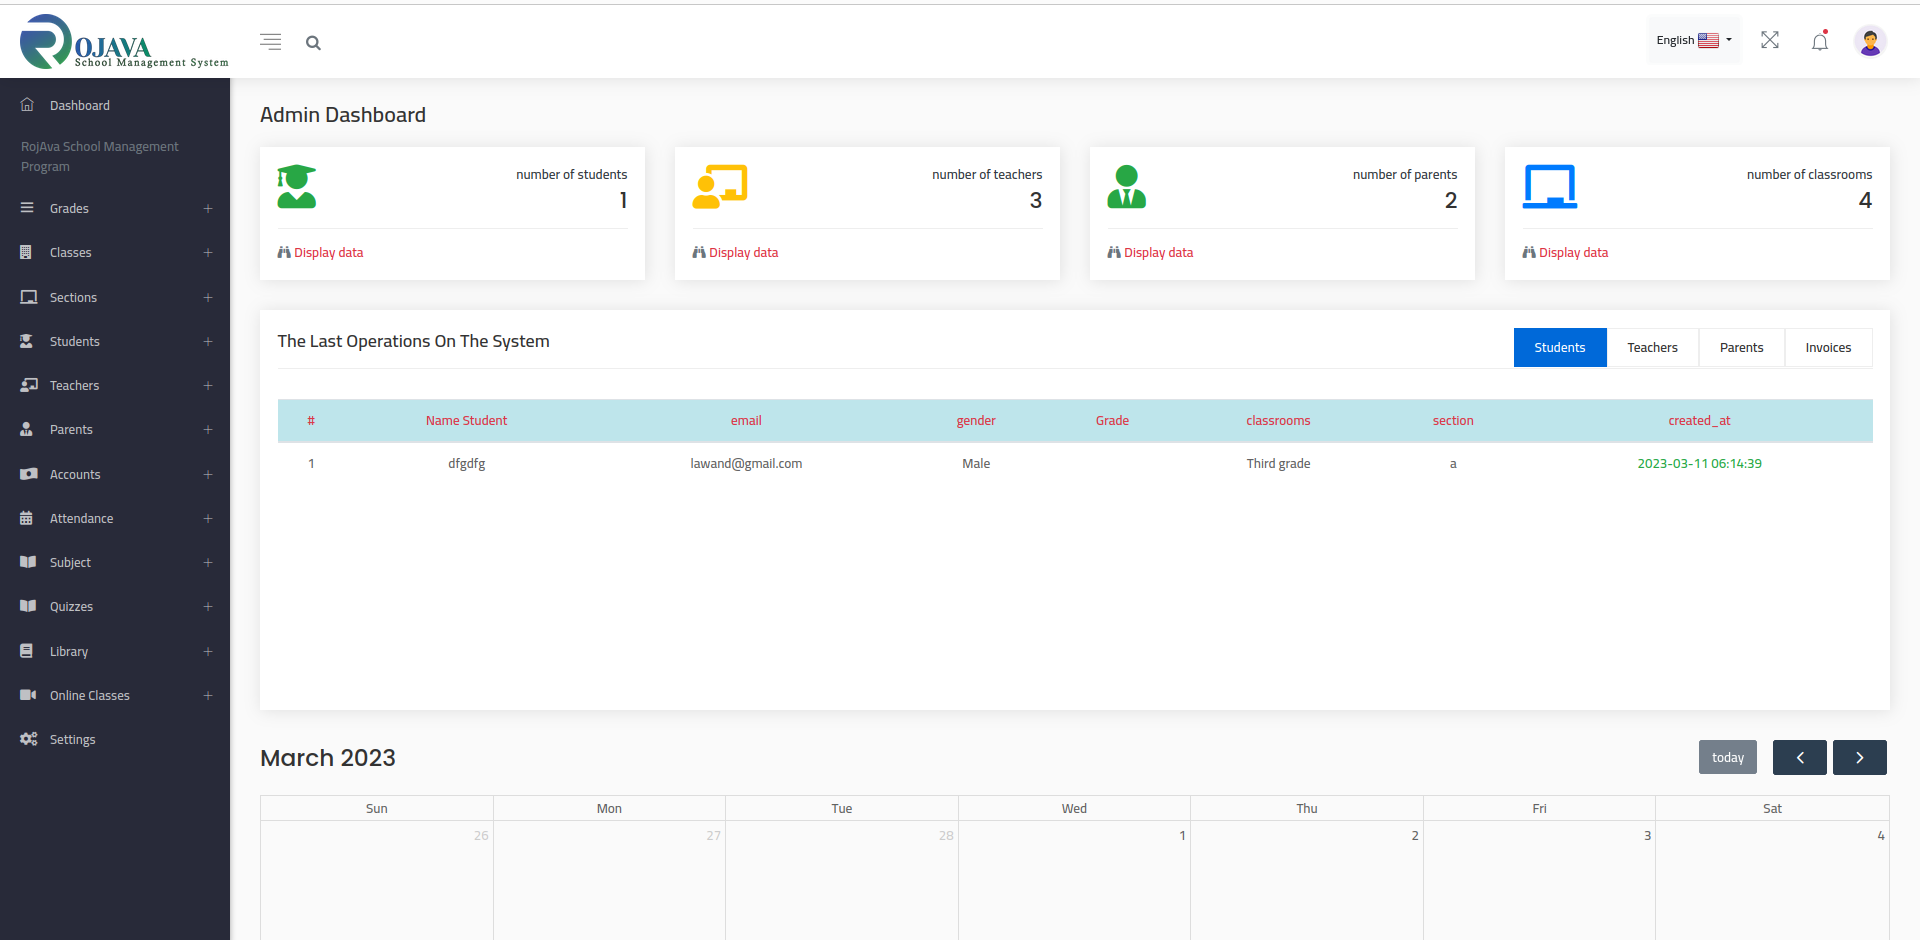 ROJAVA
School Management System
English
Dashboard
RojAva School Management
Program
Grades
Classes
Sections
Students
Teachers
Parents
Accounts
Attendance
Subject
Quizzes
Library
Online Classes
Settings
Admin Dashboard
number of students
1
Display data
number of teachers
3
Display data
number of parents
2
Display data
number of classrooms
4
Display data
The Last Operations On The System
Students Teachers Parents Invoices
# Name Student email gender Grade classrooms section created_at
1 dfgdfg lawand@gmail.com Male Third grade a 2023-03-11 06:14:39
March 2023
today
Sun Mon Tue Wed Thu Fri Sat
26 27 28 1 2 3 4